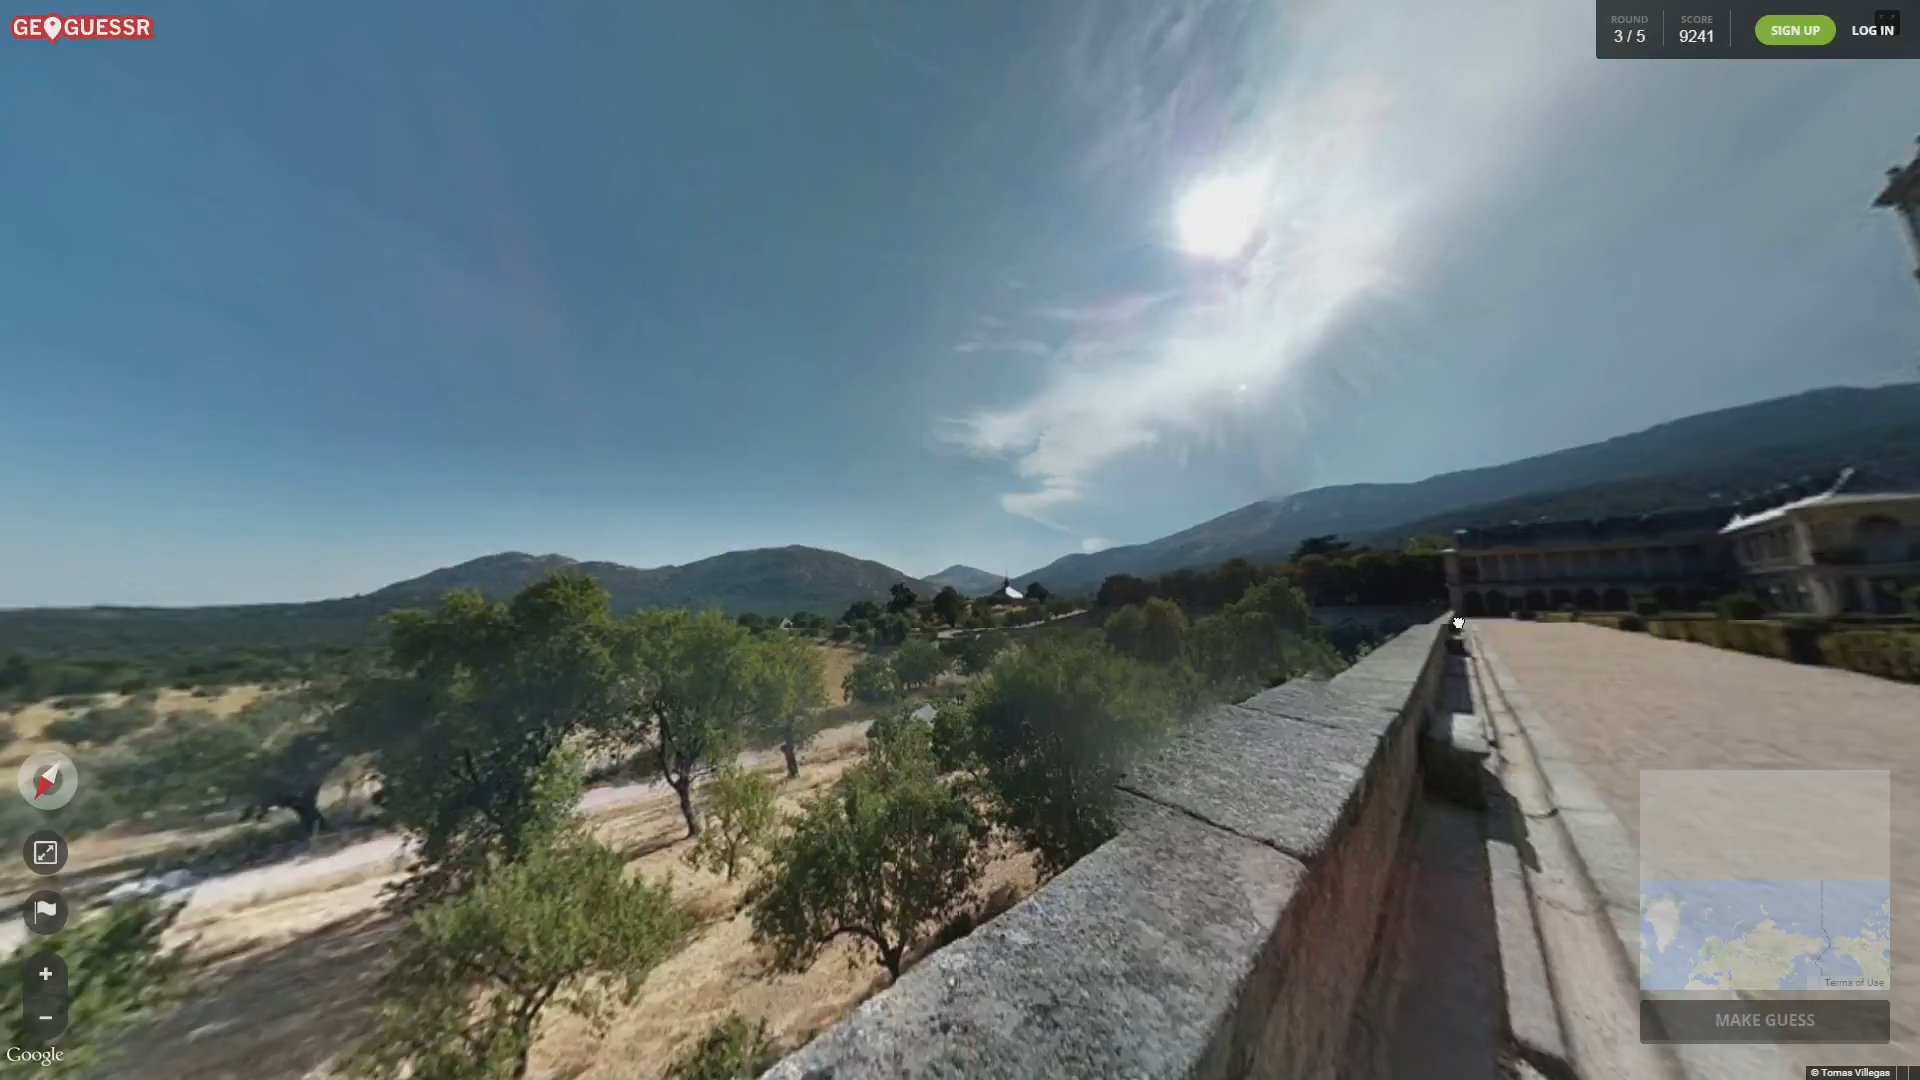 GEOGUESSR
ROUND
3 / 5
SCORE
9241
SIGN UP
LOG IN
+
−
Google
Terms of Use
MAKE GUESS
© Tomas Villegas